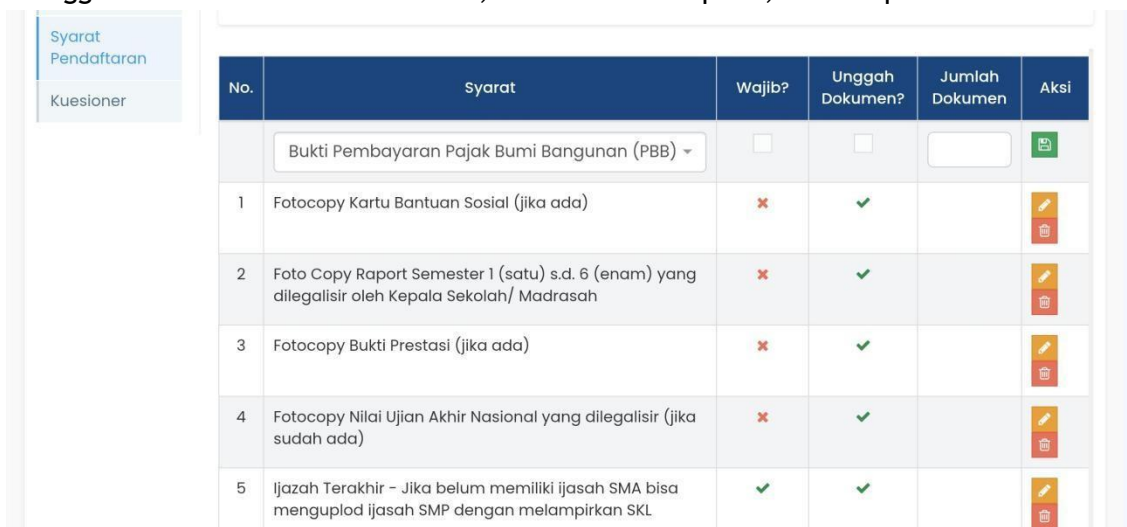 Syarat
Pendaftaran
Kuesioner
No. Syarat Wajib? Unggah Dokumen? Jumlah Dokumen Aksi
Bukti Pembayaran Pajak Bumi Bangunan (PBB)
1 Fotocopy Kartu Bantuan Sosial (jika ada)
2 Foto Copy Raport Semester 1 (satu) s.d. 6 (enam) yang
dilegalisir oleh Kepala Sekolah/ Madrasah
3 Fotocopy Bukti Prestasi (jika ada)
4 Fotocopy Nilai Ujian Akhir Nasional yang dilegalisir (jika
sudah ada)
5 Ijazah Terakhir - Jika belum memiliki ijasah SMA bisa
menguplod ijasah SMP dengan melampirkan SKL